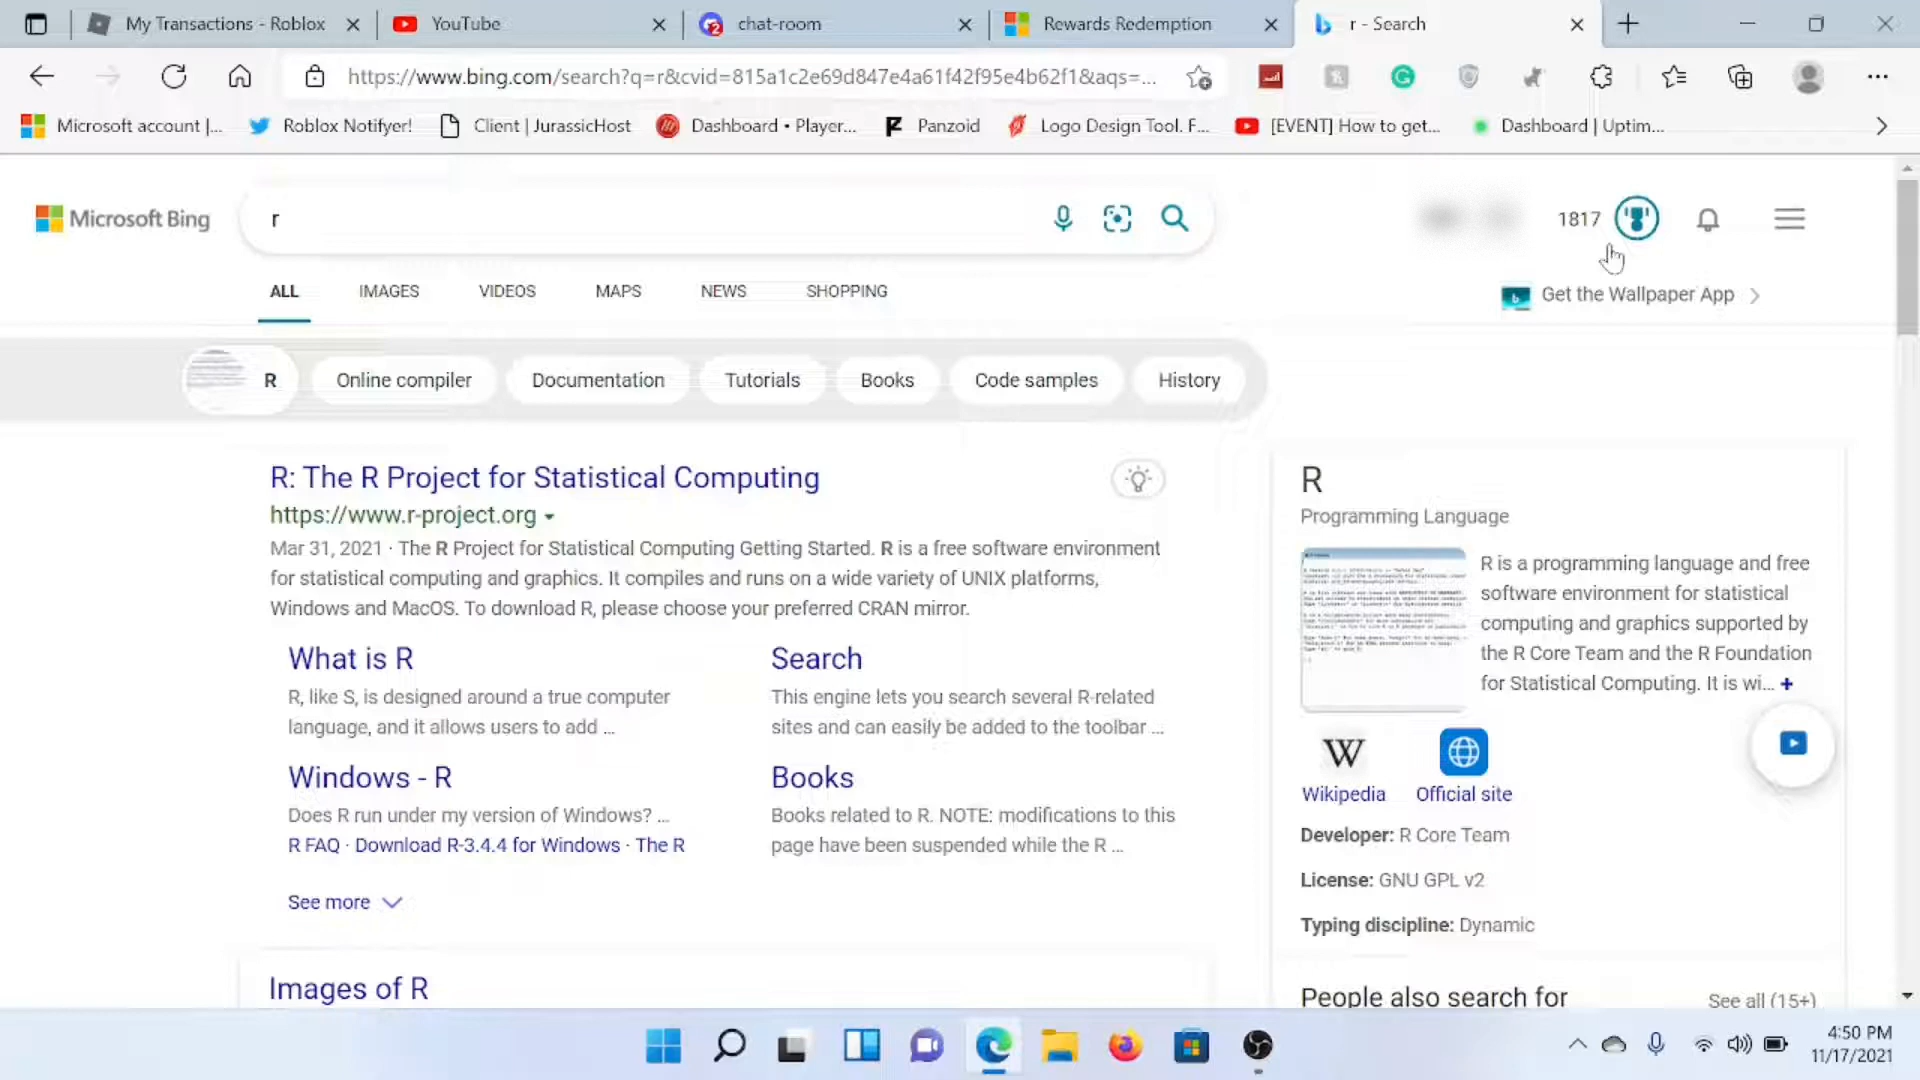 My Transactions - Roblox
YouTube
chat-room
Rewards Redemption
r - Search
https://www.bing.com/search?q=r&cvid=815a1c2e69d847e4a61f42f95e4b62f1&aqs=...
Microsoft account |...
Roblox Notifyer!
Client | JurassicHost
Dashboard • Player...
Panzoid
Logo Design Tool. F...
[EVENT] How to get...
Dashboard | Uptim...
Microsoft Bing
r
1817
ALL
IMAGES
VIDEOS
MAPS
NEWS
SHOPPING
Get the Wallpaper App
R
Online compiler
Documentation
Tutorials
Books
Code samples
History
R: The R Project for Statistical Computing
https://www.r-project.org
Mar 31, 2021 · The R Project for Statistical Computing Getting Started. R is a free software environment
for statistical computing and graphics. It compiles and runs on a wide variety of UNIX platforms,
Windows and MacOS. To download R, please choose your preferred CRAN mirror.
What is R
R, like S, is designed around a true computer
language, and it allows users to add ...
Search
This engine lets you search several R-related
sites and can easily be added to the toolbar ...
Windows - R
Does R run under my version of Windows? ...
R FAQ · Download R-3.4.4 for Windows · The R
Books
Books related to R. NOTE: modifications to this
page have been suspended while the R ...
See more
Images of R
R
Programming Language
R is a programming language and free
software environment for statistical
computing and graphics supported by
the R Core Team and the R Foundation
for Statistical Computing. It is wi... +
W
Wikipedia
Official site
Developer: R Core Team
License: GNU GPL v2
Typing discipline: Dynamic
People also search for
See all (15+)
4:50 PM
11/17/2021